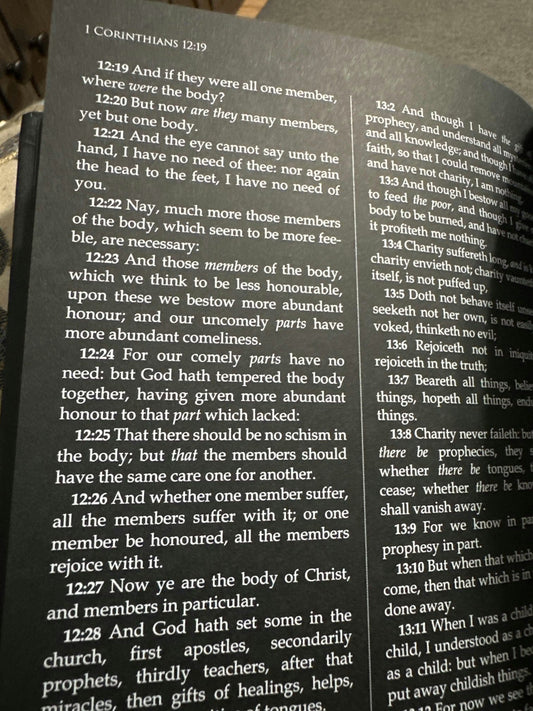 1 Corinthians 12:19
12:19 And if they were all one member,
where were the body?
12:20 But now are they many members,
yet but one body.
12:21 And the eye cannot say unto the
hand, I have no need of thee: nor again
the head to the feet, I have no need of
you.
12:22 Nay, much more those members
of the body, which seem to be more fee-
ble, are necessary:
12:23 And those members of the body,
which we think to be less honourable,
upon these we bestow more abundant
honour; and our uncomely parts have
more abundant comeliness.
12:24 For our comely parts have no
need: but God hath tempered the body
together, having given more abundant
honour to that part which lacked:
12:25 That there should be no schism in
the body; but that the members should
have the same care one for another.
12:26 And whether one member suffer,
all the members suffer with it; or one
member be honoured, all the members
rejoice with it.
12:27 Now ye are the body of Christ,
and members in particular.
12:28 And God hath set some in the
church, first apostles, secondarily
prophets, thirdly teachers, after that
miracles, then gifts of healings, helps,
of tongues.
13:2 And though I have the
prophecy, and understand all
and all knowledge; and though I
faith, so that I could remove
and have not charity, I am nothing.
13:3 And though I bestow all
to feed the poor, and though I
body to be burned, and have not
it profiteth me nothing.
13:4 Charity suffereth long, and is
charity envieth not; charity
itself, is not puffed up,
13:5 Doth not behave itself
seeketh not her own, is not easily
voked, thinketh no evil;
13:6 Rejoiceth not in
rejoiceth in the truth;
13:7 Beareth all things,
things, hopeth all things,
things.
13:8 Charity never faileth: but
there be prophecies, they
whether there be tongues,
cease; whether there be
shall vanish away.
13:9 For we know in
prophesy in part.
13:10 But when that which
come, then that which is in
done away.
13:11 When I was a child
child, I understood as a
as a child: but when I
put away childish things.
For now we see